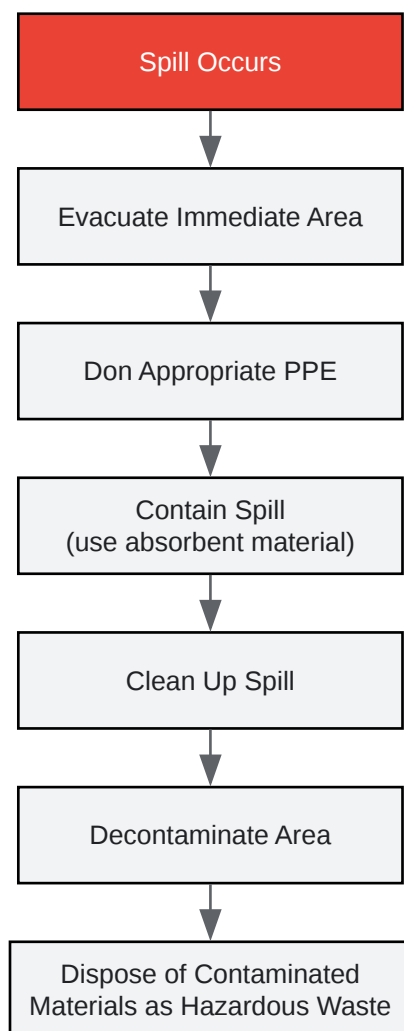 Spill Occurs
Evacuate Immediate Area
Don Appropriate PPE
Contain Spill
(use absorbent material)
Clean Up Spill
Decontaminate Area
Dispose of Contaminated
Materials as Hazardous Waste